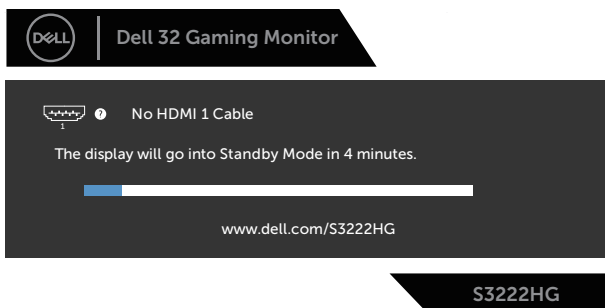 DELL
Dell 32 Gaming Monitor
? No HDMI 1 Cable
1
The display will go into Standby Mode in 4 minutes.
www.dell.com/S3222HG
S3222HG